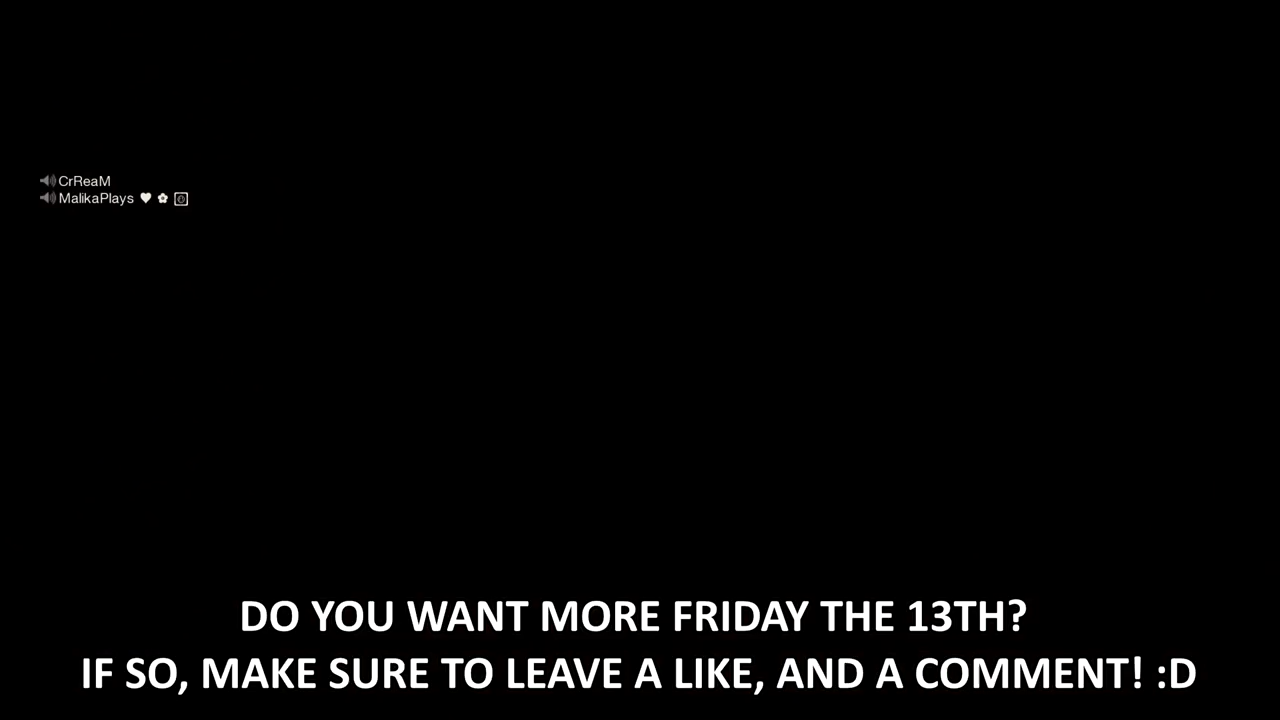 CrReaM
MalikaPlays ♥ ✿
DO YOU WANT MORE FRIDAY THE 13TH?
IF SO, MAKE SURE TO LEAVE A LIKE, AND A COMMENT! :D